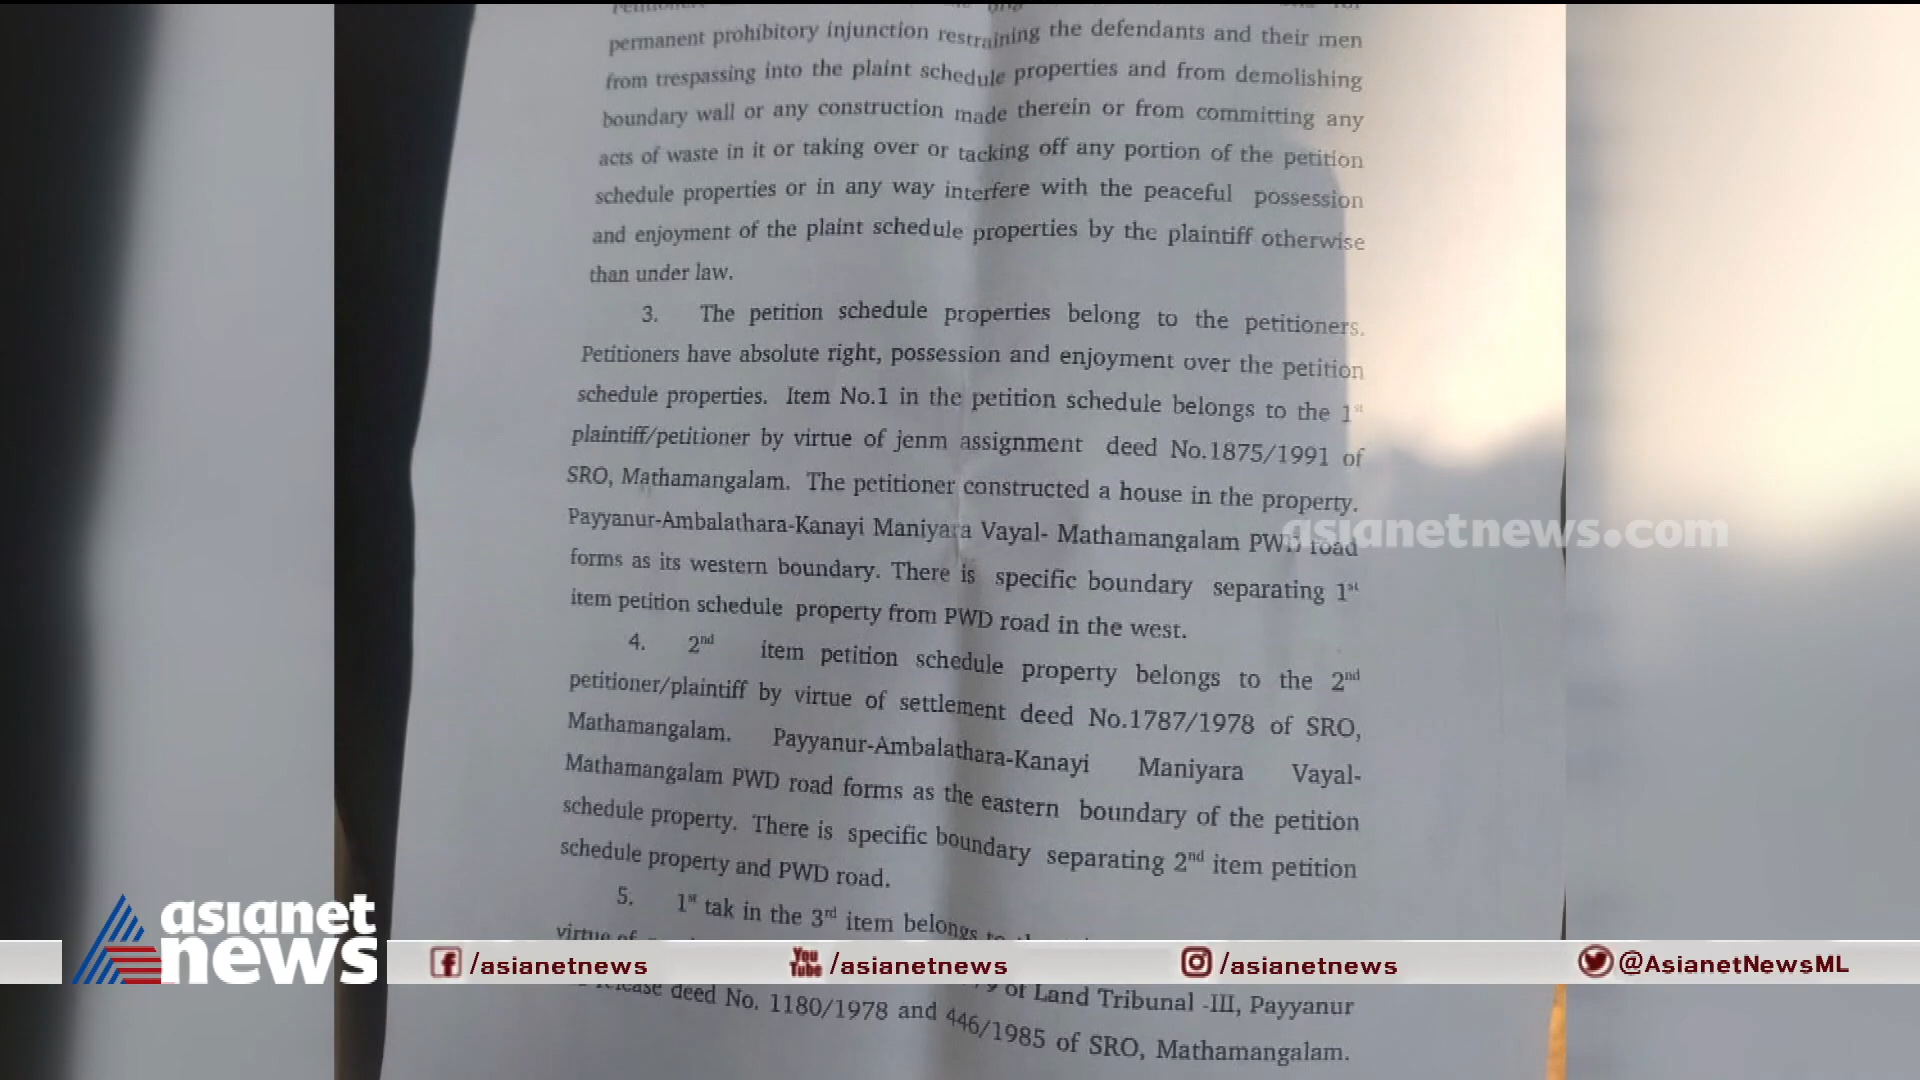 permanent prohibitory injunction restraining the defendants and their men
from trespassing into the plaint schedule properties and from demolishing
boundary wall or any construction made therein or from committing any
acts of waste in it or taking over or tacking off any portion of the petition
schedule properties or in any way interfere with the peaceful possession
and enjoyment of the plaint schedule properties by the plaintiff otherwise
than under law.
3. The petition schedule properties belong to the petitioners.
Petitioners have absolute right, possession and enjoyment over the petition
schedule properties. Item No.1 in the petition schedule belongs to the 1st
plaintiff/petitioner by virtue of jenm assignment deed No.1875/1991 of
SRO, Mathamangalam. The petitioner constructed a house in the property.
Payyanur-Ambalathara-Kanayi Maniyara Vayal- Mathamangalam PWD road
asianetnews.com
forms as its western boundary. There is specific boundary separating 1st
item petition schedule property from PWD road in the west.
4. 2nd item petition schedule property belongs to the 2nd
petitioner/plaintiff by virtue of settlement deed No.1787/1978 of SRO,
Mathamangalam. Payyanur-Ambalathara-Kanayi Maniyara Vayal-
Mathamangalam PWD road forms as the eastern boundary of the petition
schedule property. There is specific boundary separating 2nd item petition
schedule property and PWD road.
5. 1st tak in the 3rd item belongs to
virtue of
of Land Tribunal -III, Payyanur
release deed No. 1180/1978 and 446/1985 of SRO, Mathamangalam.
asianet
news
/asianetnews
You
Tube
/asianetnews
/asianetnews
@AsianetNewsML